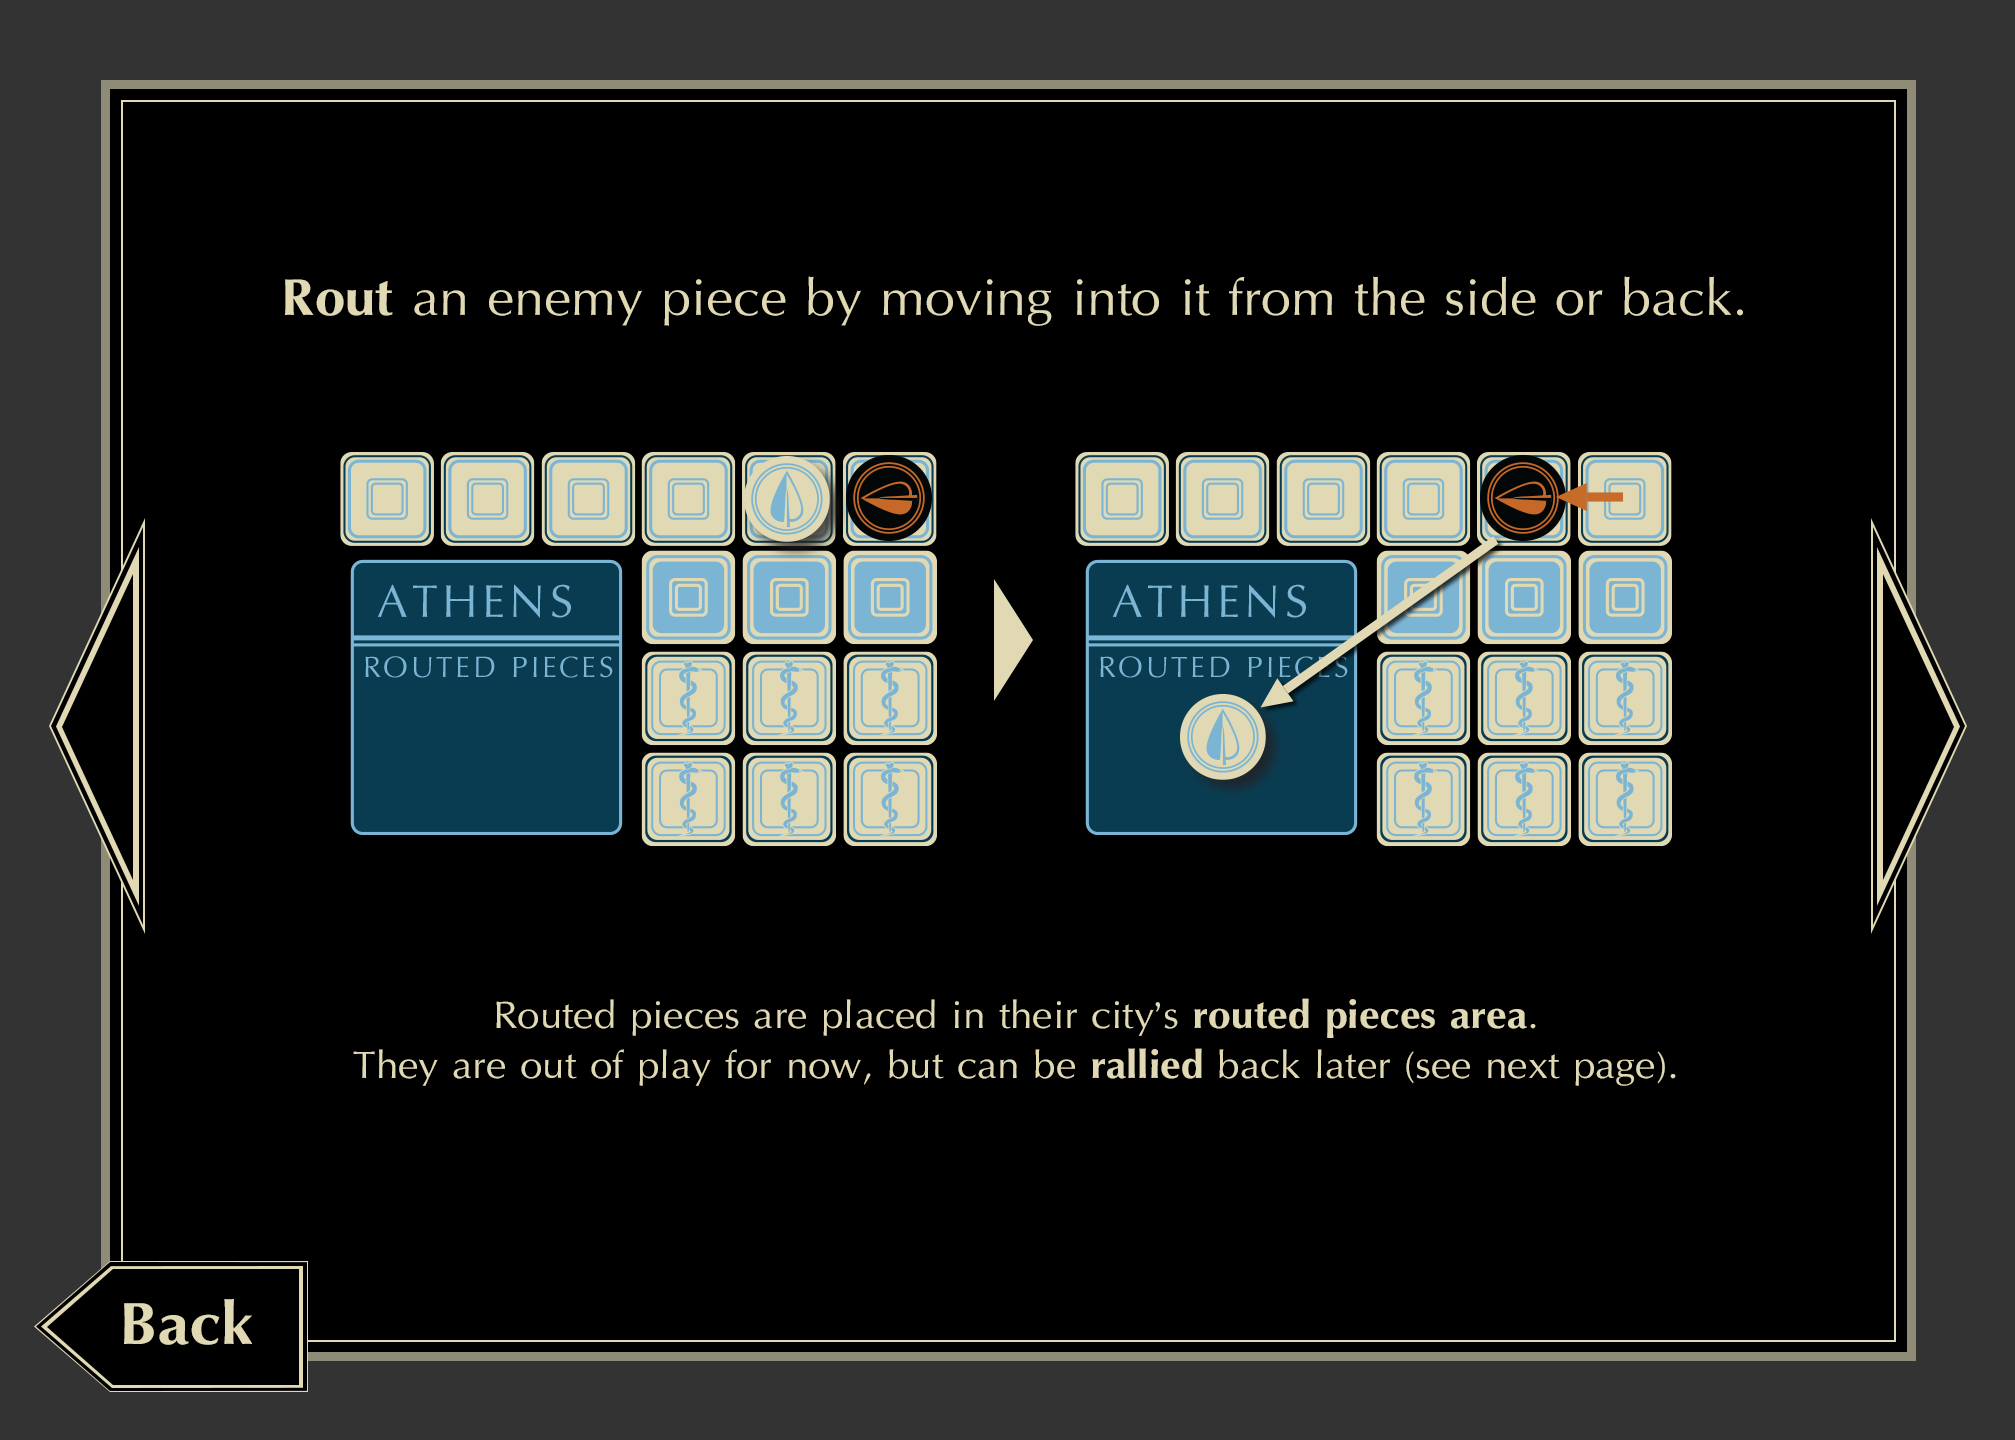 Rout an enemy piece by moving into it from the side or back.
ATHENS
ROUTED PIECES
ATHENS
ROUTED PIECES
Routed pieces are placed in their city’s routed pieces area.
They are out of play for now, but can be rallied back later (see next page).
Back